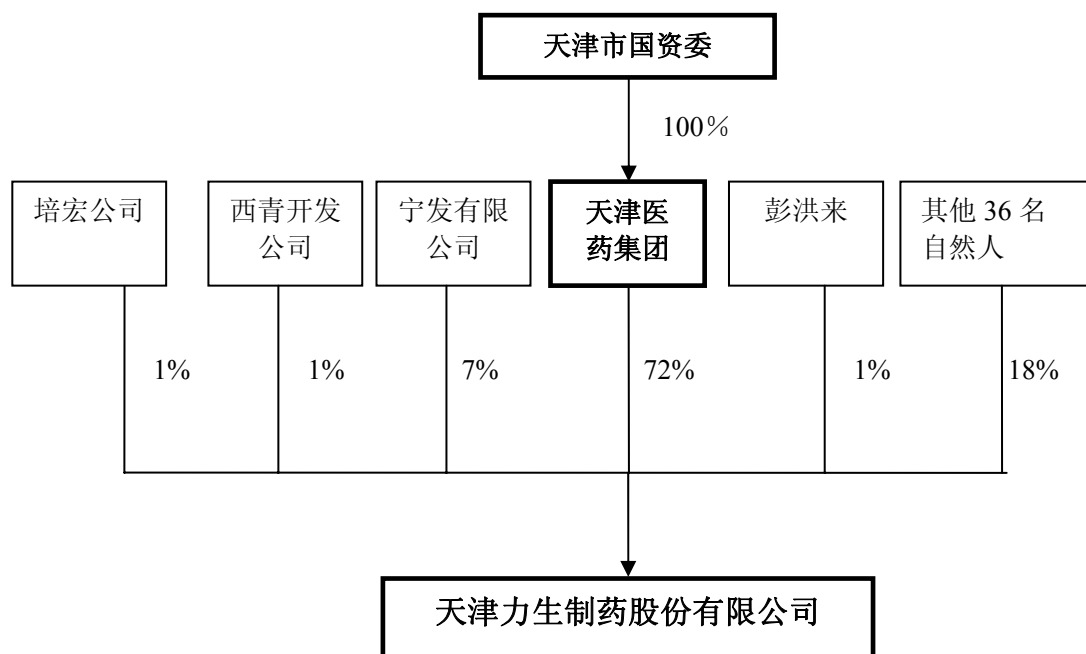 天津市国资委
100％
培宏公司
西青开发
公司
宁发有限
公司
天津医
药集团
彭洪来
其他 36 名
自然人
1%
1%
7%
72%
1%
18%
天津力生制药股份有限公司